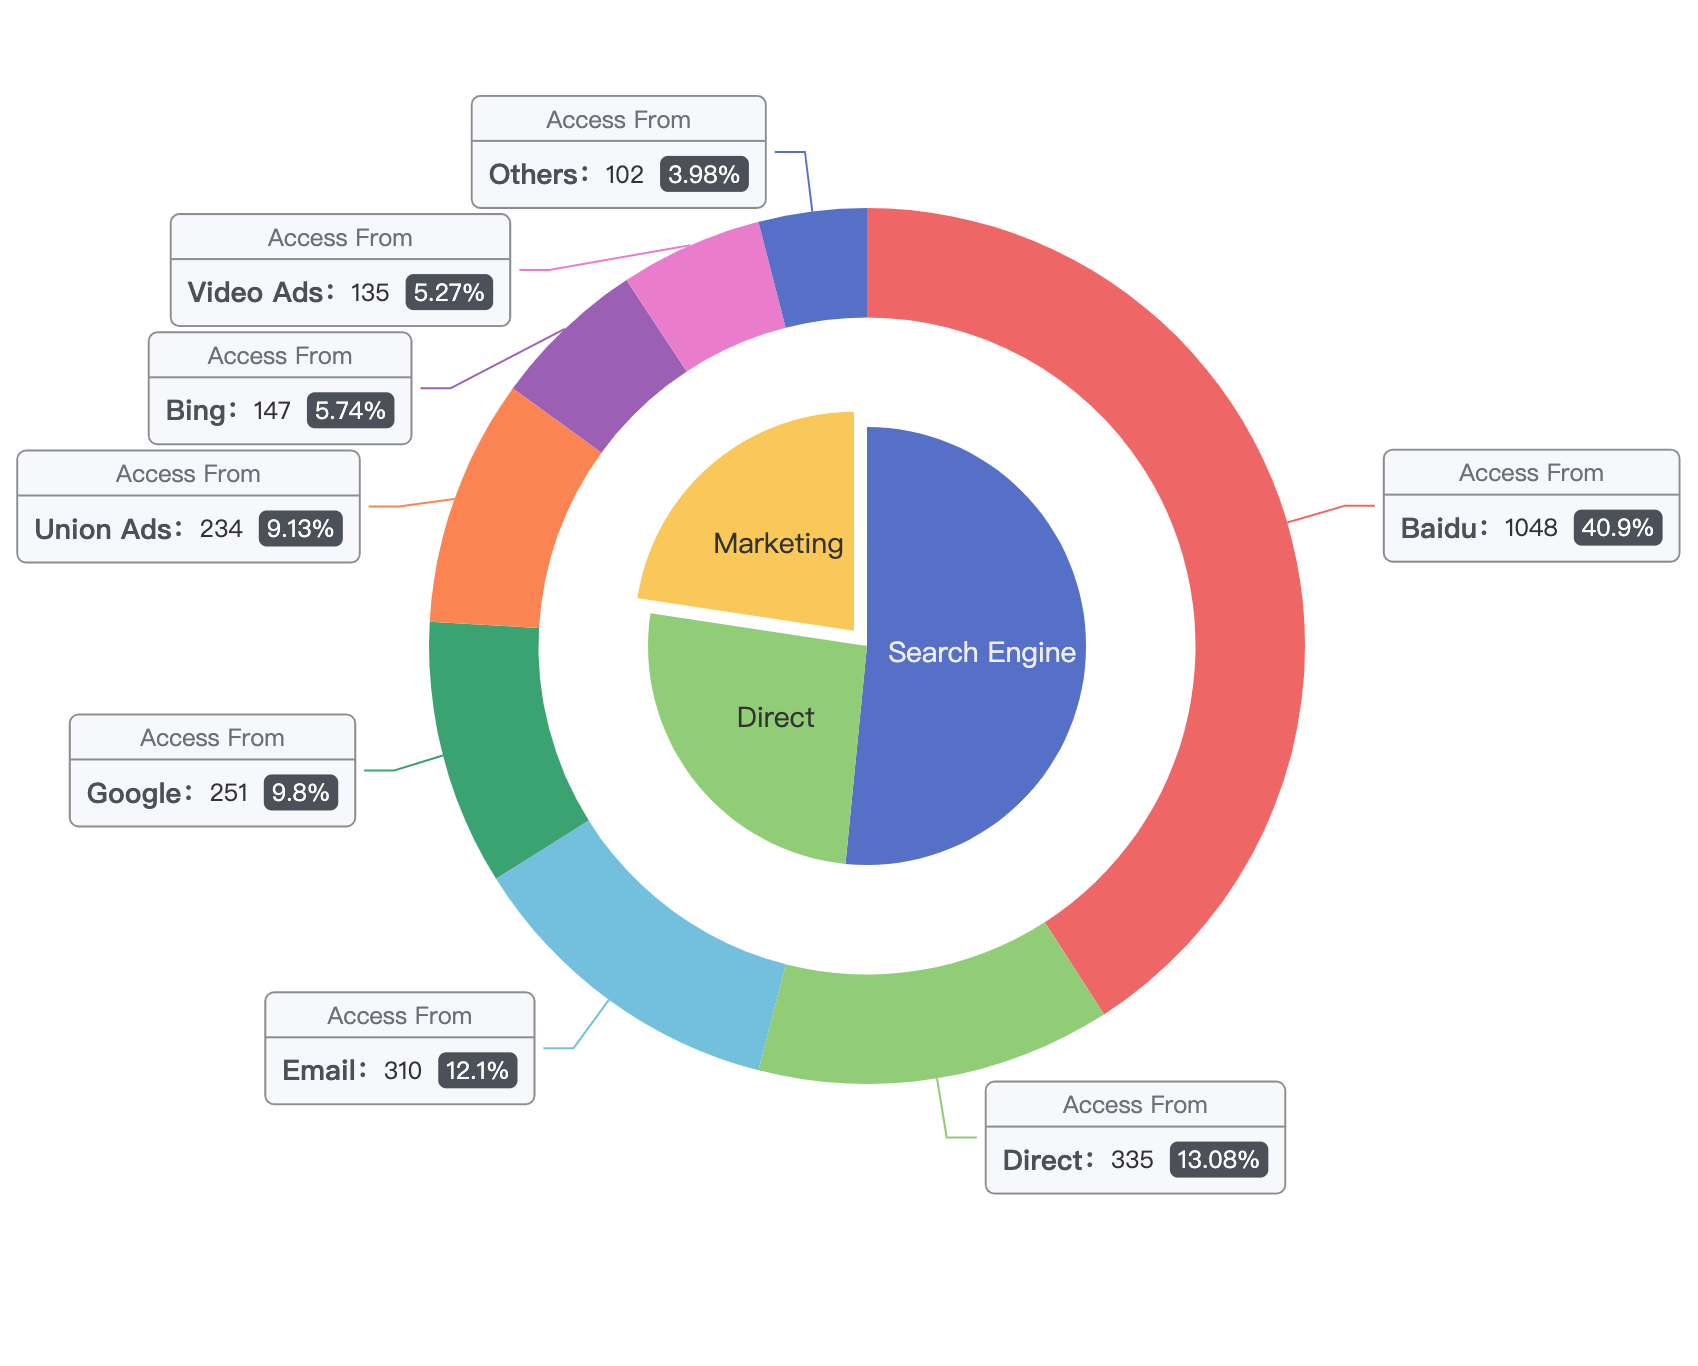 Access From
Others： 102 3.98%
Access From
Video Ads： 135 5.27%
Access From
Bing： 147 5.74%
Access From
Union Ads： 234 9.13%
Access From
Baidu： 1048 40.9%
Marketing
Search Engine
Direct
Access From
Google： 251 9.8%
Access From
Email： 310 12.1%
Access From
Direct： 335 13.08%